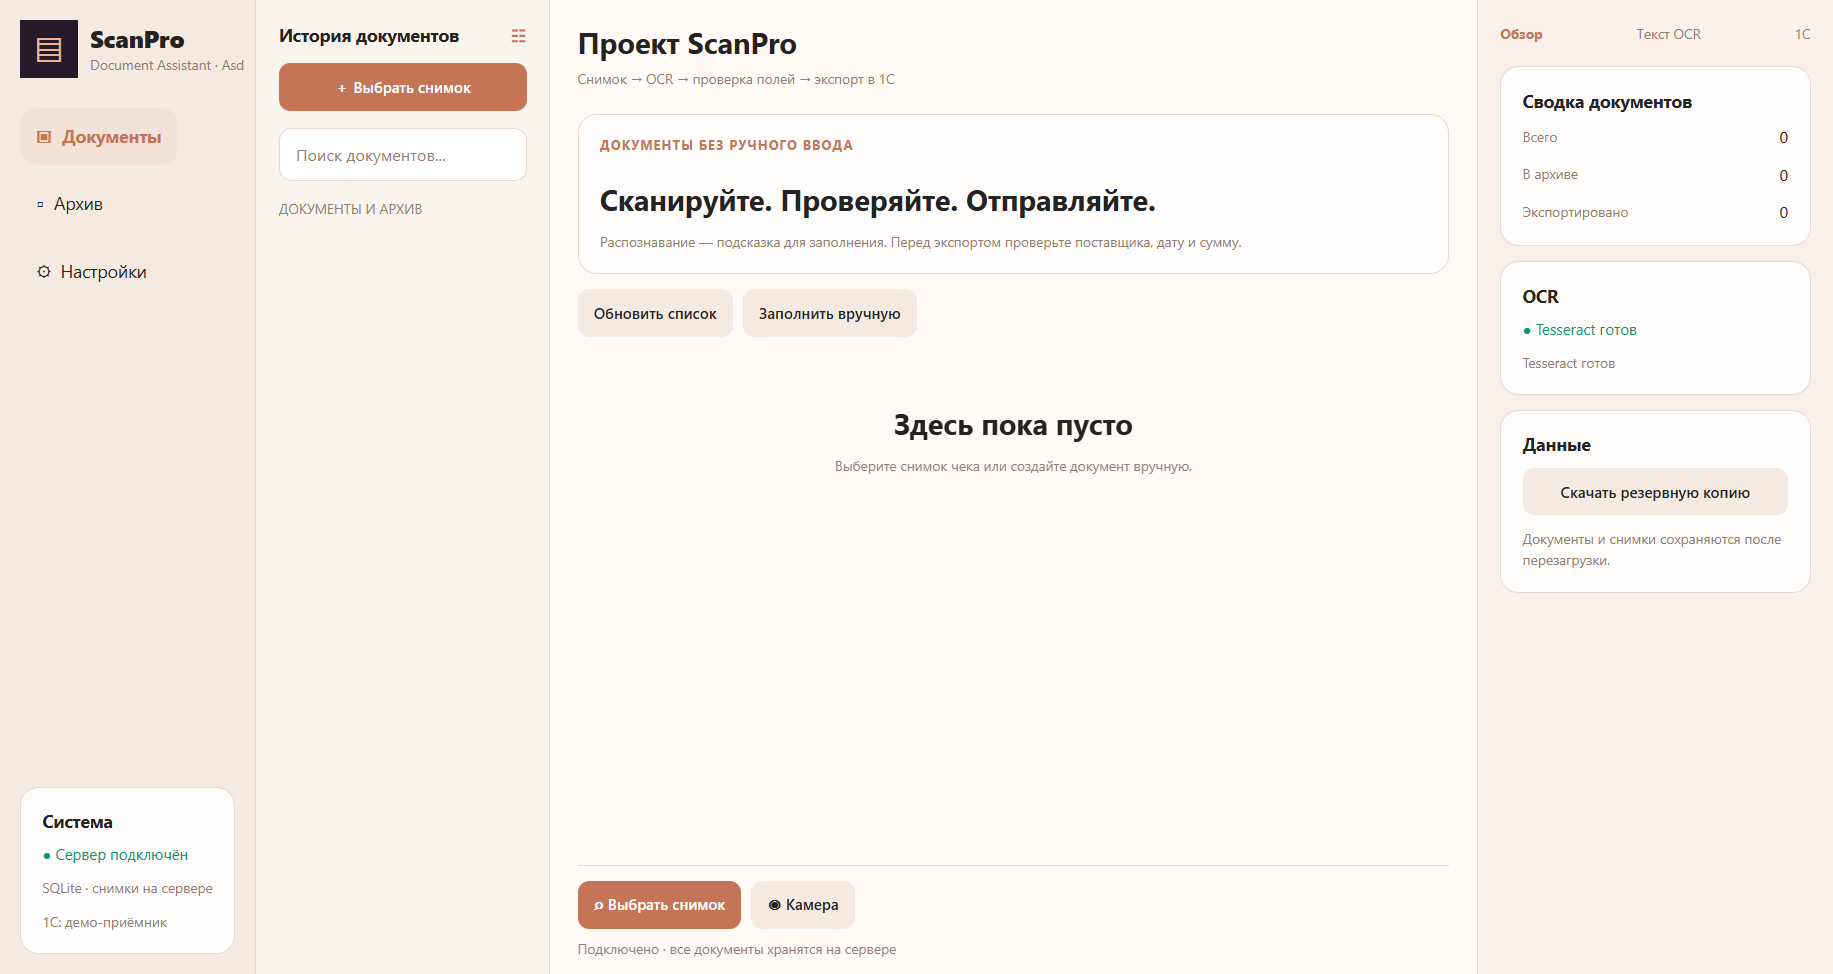 ScanPro
Document Assistant · Asd
Документы
Архив
Настройки
Система
● Сервер подключён
SQLite · снимки на сервере
1С: демо-приёмник
История документов
+ Выбрать снимок
Поиск документов...
ДОКУМЕНТЫ И АРХИВ
Проект ScanPro
Снимок → OCR → проверка полей → экспорт в 1С
ДОКУМЕНТЫ БЕЗ РУЧНОГО ВВОДА
Сканируйте. Проверяйте. Отправляйте.
Распознавание — подсказка для заполнения. Перед экспортом проверьте поставщика, дату и сумму.
Обновить список
Заполнить вручную
Здесь пока пусто
Выберите снимок чека или создайте документ вручную.
Выбрать снимок
Камера
Подключено · все документы хранятся на сервере
Обзор
Текст OCR
1С
Сводка документов
Всего 0
В архиве 0
Экспортировано 0
OCR
● Tesseract готов
Tesseract готов
Данные
Скачать резервную копию
Документы и снимки сохраняются после
перезагрузки.